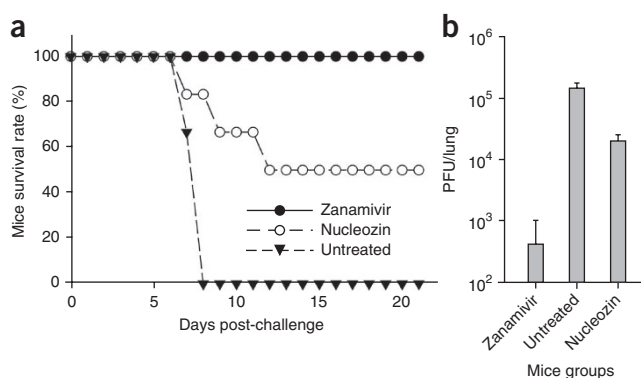 a
100
80
60
40
20
0
Mice survival rate (%)
0 5 10 15 20
Days post-challenge
Zanamivir
Nucleozin
Untreated
b
10⁵
10⁴
10³
10²
PFU/lung
Zanamivir
Untreated
Nucleozin
Mice groups